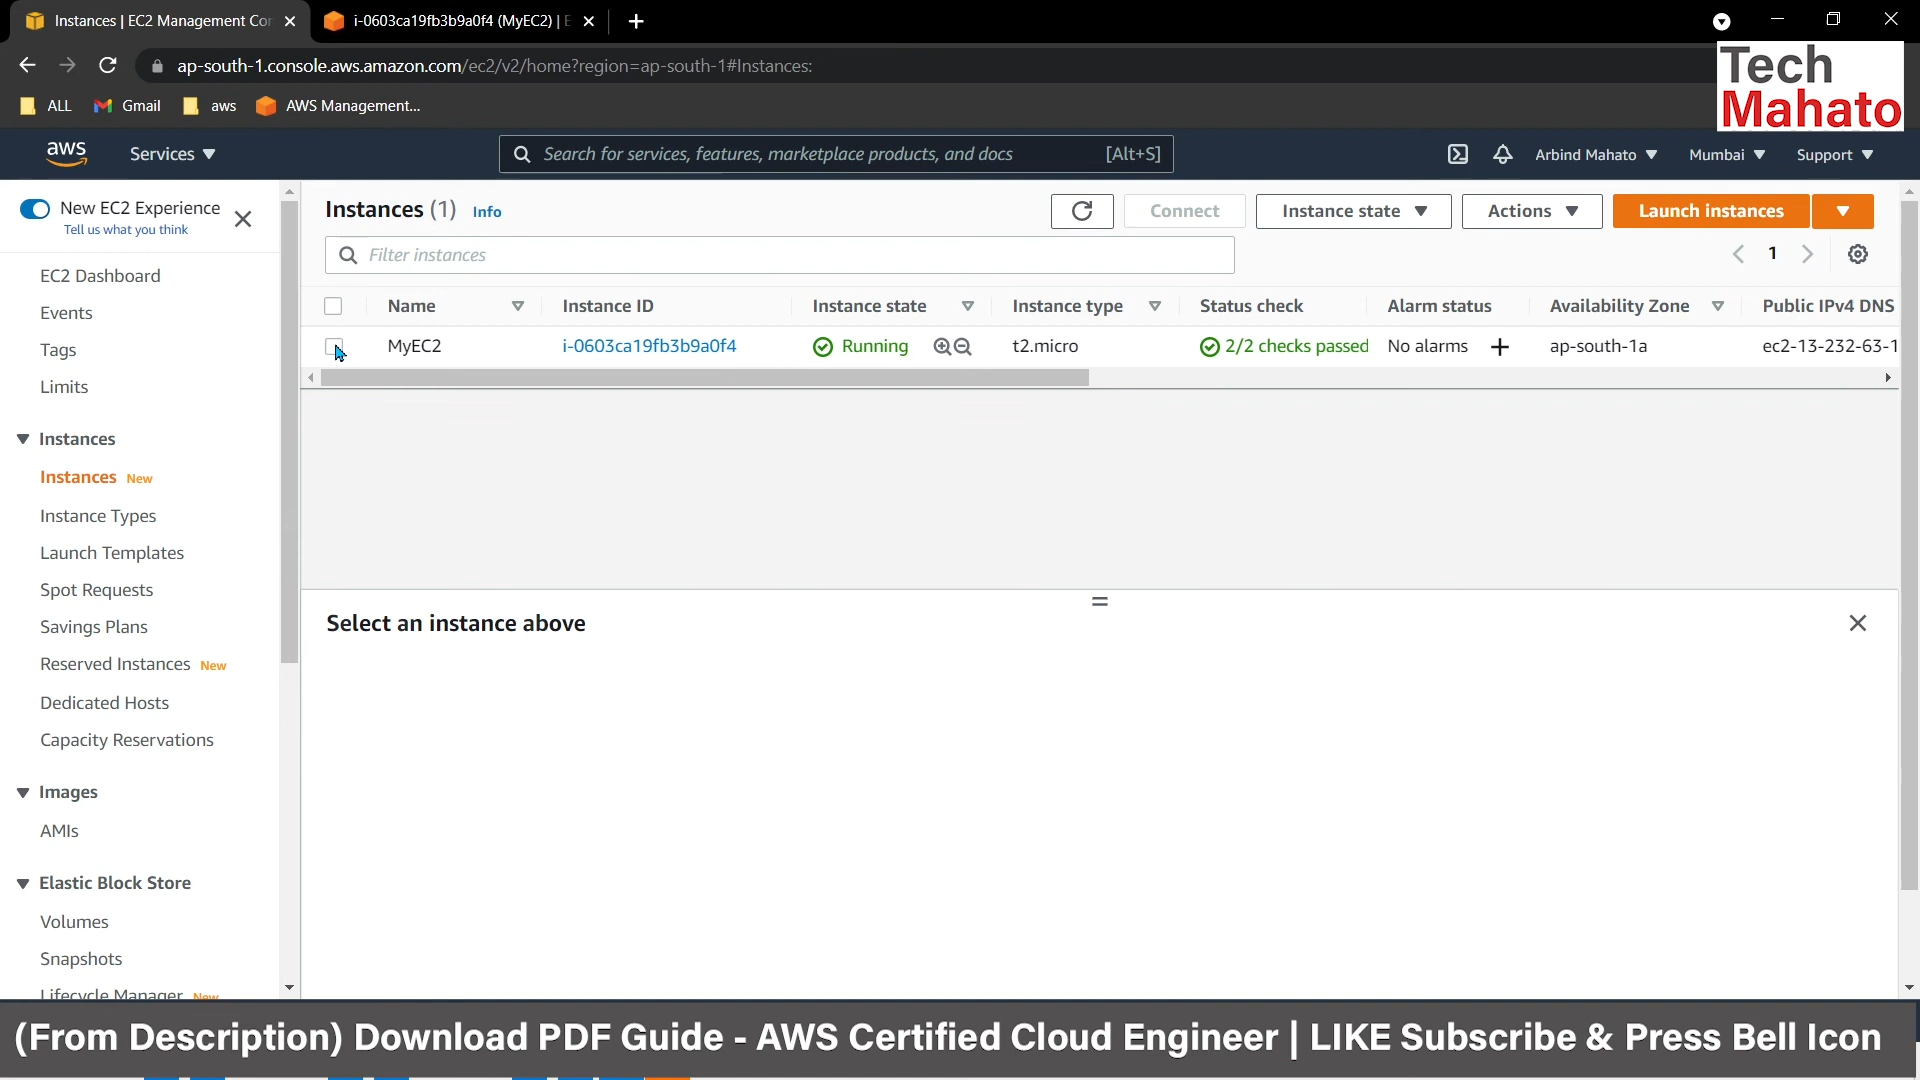 Instances | EC2 Management Con
i-0603ca19fb3b9a0f4 (MyEC2) | E
ap-south-1.console.aws.amazon.com/ec2/v2/home?region=ap-south-1#Instances:
Tech
Mahato
ALL
Gmail
aws
AWS Management...
aws
Services
Search for services, features, marketplace products, and docs
[Alt+S]
Arbind Mahato
Mumbai
Support
New EC2 Experience
Tell us what you think
EC2 Dashboard
Events
Tags
Limits
Instances
Instances New
Instance Types
Launch Templates
Spot Requests
Savings Plans
Reserved Instances New
Dedicated Hosts
Capacity Reservations
Images
AMIs
Elastic Block Store
Volumes
Snapshots
Lifecycle Manager New
Instances (1) Info
Connect
Instance state
Actions
Launch instances
Filter instances
1
Name
Instance ID
Instance state
Instance type
Status check
Alarm status
Availability Zone
Public IPv4 DNS
MyEC2
i-0603ca19fb3b9a0f4
Running
t2.micro
2/2 checks passed
No alarms
ap-south-1a
ec2-13-232-63-1
Select an instance above
(From Description) Download PDF Guide - AWS Certified Cloud Engineer | LIKE Subscribe & Press Bell Icon